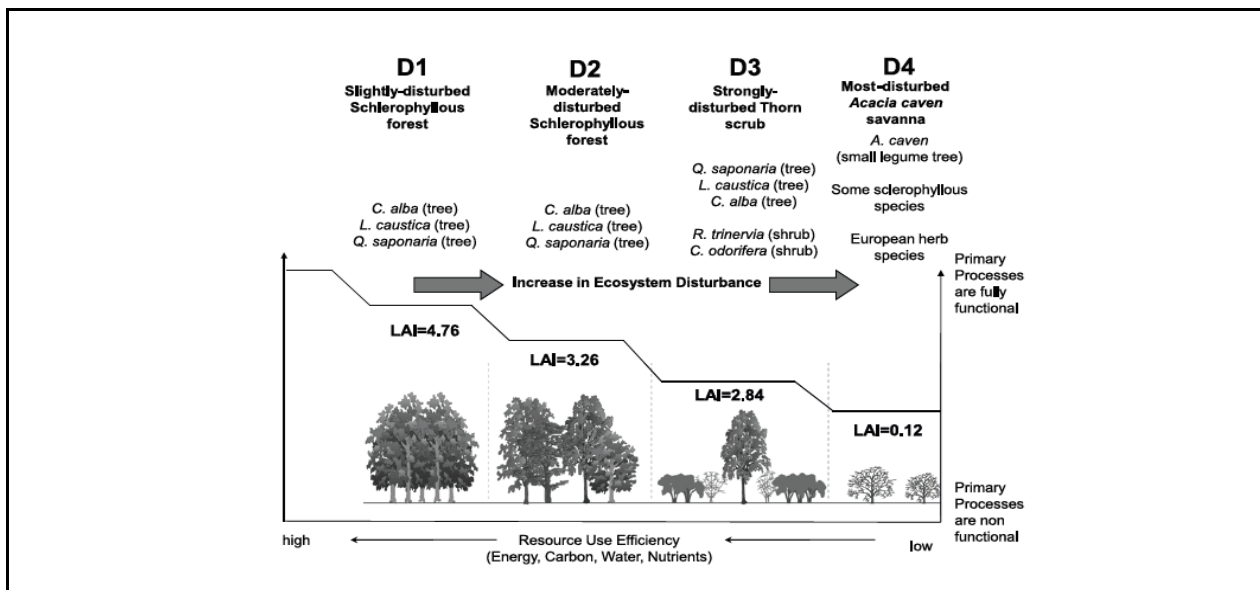 D1
Slightly-disturbed
Schlerophyllous
forest
C. alba (tree)
L. caustica (tree)
Q. saponaria (tree)
D2
Moderately-
disturbed
Schlerophyllous
forest
C. alba (tree)
L. caustica (tree)
Q. saponaria (tree)
D3
Strongly-
disturbed Thorn
scrub
Q. saponaria (tree)
L. caustica (tree)
C. alba (tree)
R. trinervia (shrub)
C. odorifera (shrub)
D4
Most-disturbed
Acacia caven
savanna
A. caven
(small legume tree)
Some sclerophyllous
species
European herb
species
Increase in Ecosystem Disturbance
Primary
Processes
are fully
functional
LAI=4.76
LAI=3.26
LAI=2.84
LAI=0.12
Primary
Processes
are non
functional
high
Resource Use Efficiency
(Energy, Carbon, Water, Nutrients)
low